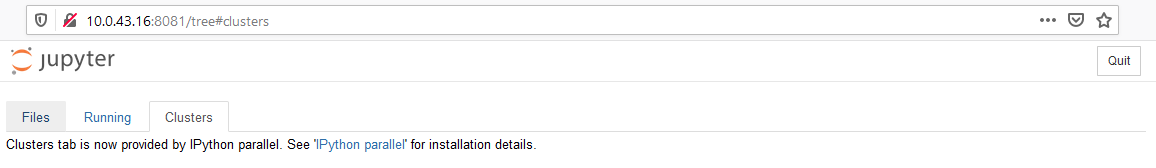 10.0.43.16:8081/tree#clusters
jupyter
Quit
Files Running Clusters
Clusters tab is now provided by IPython parallel. See 'IPython parallel' for installation details.